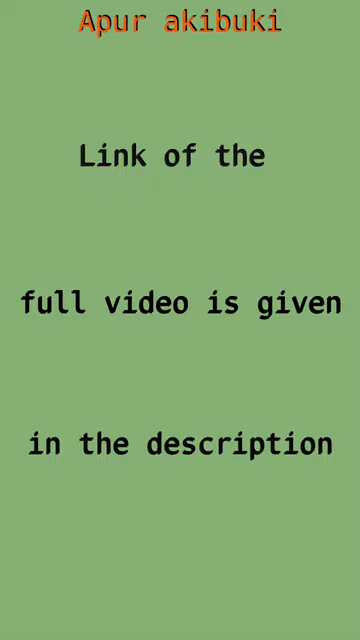 Apur akibuki
Link of the
full video is given
in the description